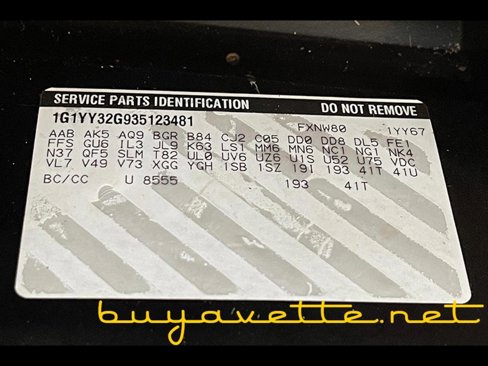 SERVICE PARTS IDENTIFICATION DO NOT REMOVE
1G1YY32G935123481 FXNW80 1YY67
AAB AK5 AQ9 BGR B84 CJ2 C05 DD0 DD8 DL5 FE1
FFS GU6 IL3 JL9 K63 LS1 MM6 MN6 NC1 NG1 NK4
N37 QF5 SLM T82 UL0 UV6 UZ6 U1S U52 U75 VDC
VL7 V49 V73 XGG YGH 1SB 1SZ 19I 193 41T 41U
BC/CC U 8555 193 41T
buyavette.net